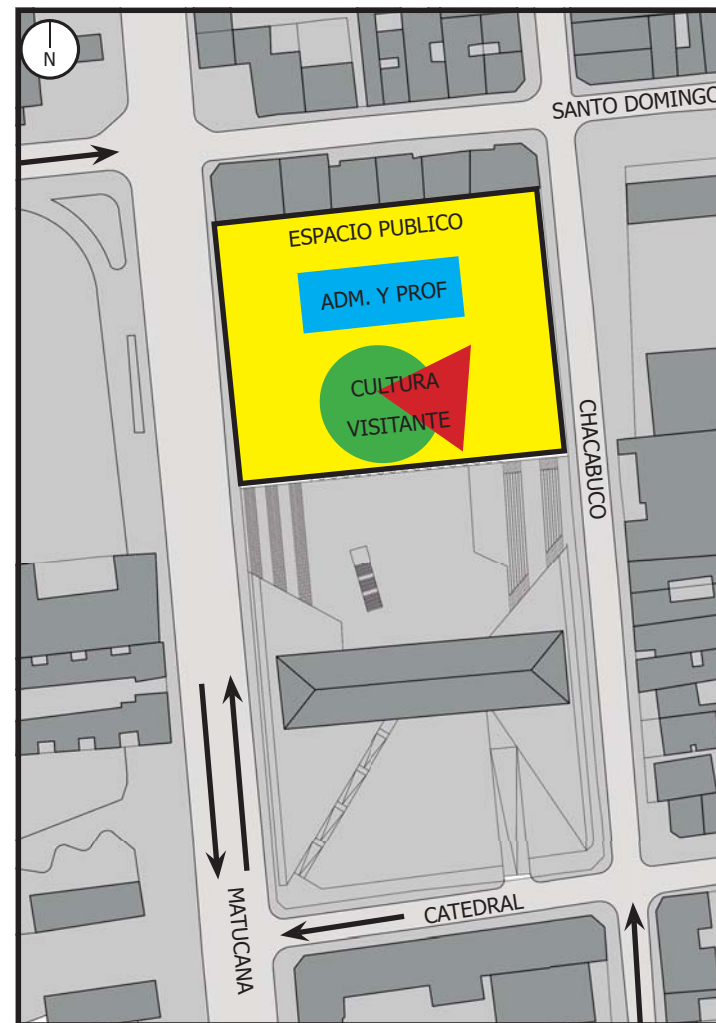 N
SANTO DOMINGO
ESPACIO PUBLICO
ADM. Y PROF
CULTURA
VISITANTE
CHACABUCO
MATUCANA
CATEDRAL